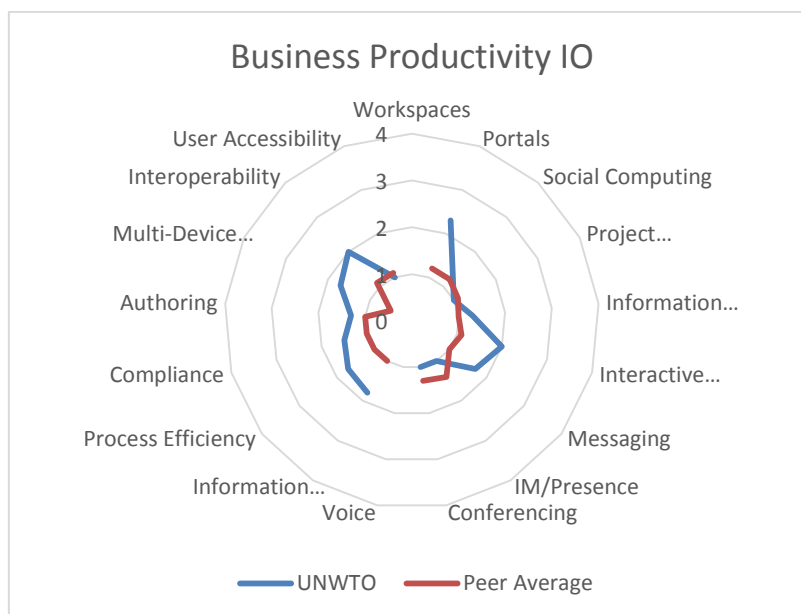 Business Productivity IO
Workspaces
Portals
Social Computing
Project...
Information...
Interactive...
Messaging
IM/Presence
Conferencing
Voice
Information...
Process Efficiency
Compliance
Authoring
Multi-Device...
Interoperability
User Accessibility
4
3
2
1
0
UNWTO
Peer Average